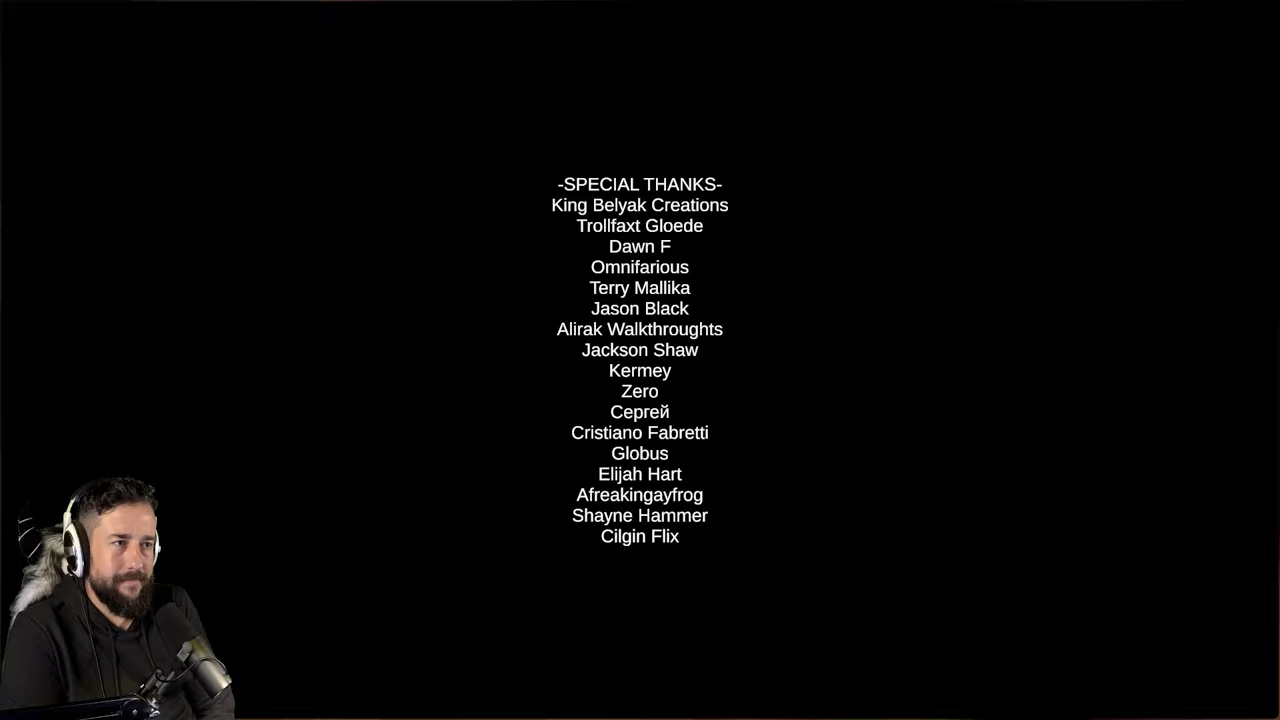 -SPECIAL THANKS-
King Belyak Creations
Trollfaxt Gloede
Dawn F
Omnifarious
Terry Mallika
Jason Black
Alirak Walkthroughts
Jackson Shaw
Kermey
Zero
Сергей
Cristiano Fabretti
Globus
Elijah Hart
Afreakingayfrog
Shayne Hammer
Cilgin Flix